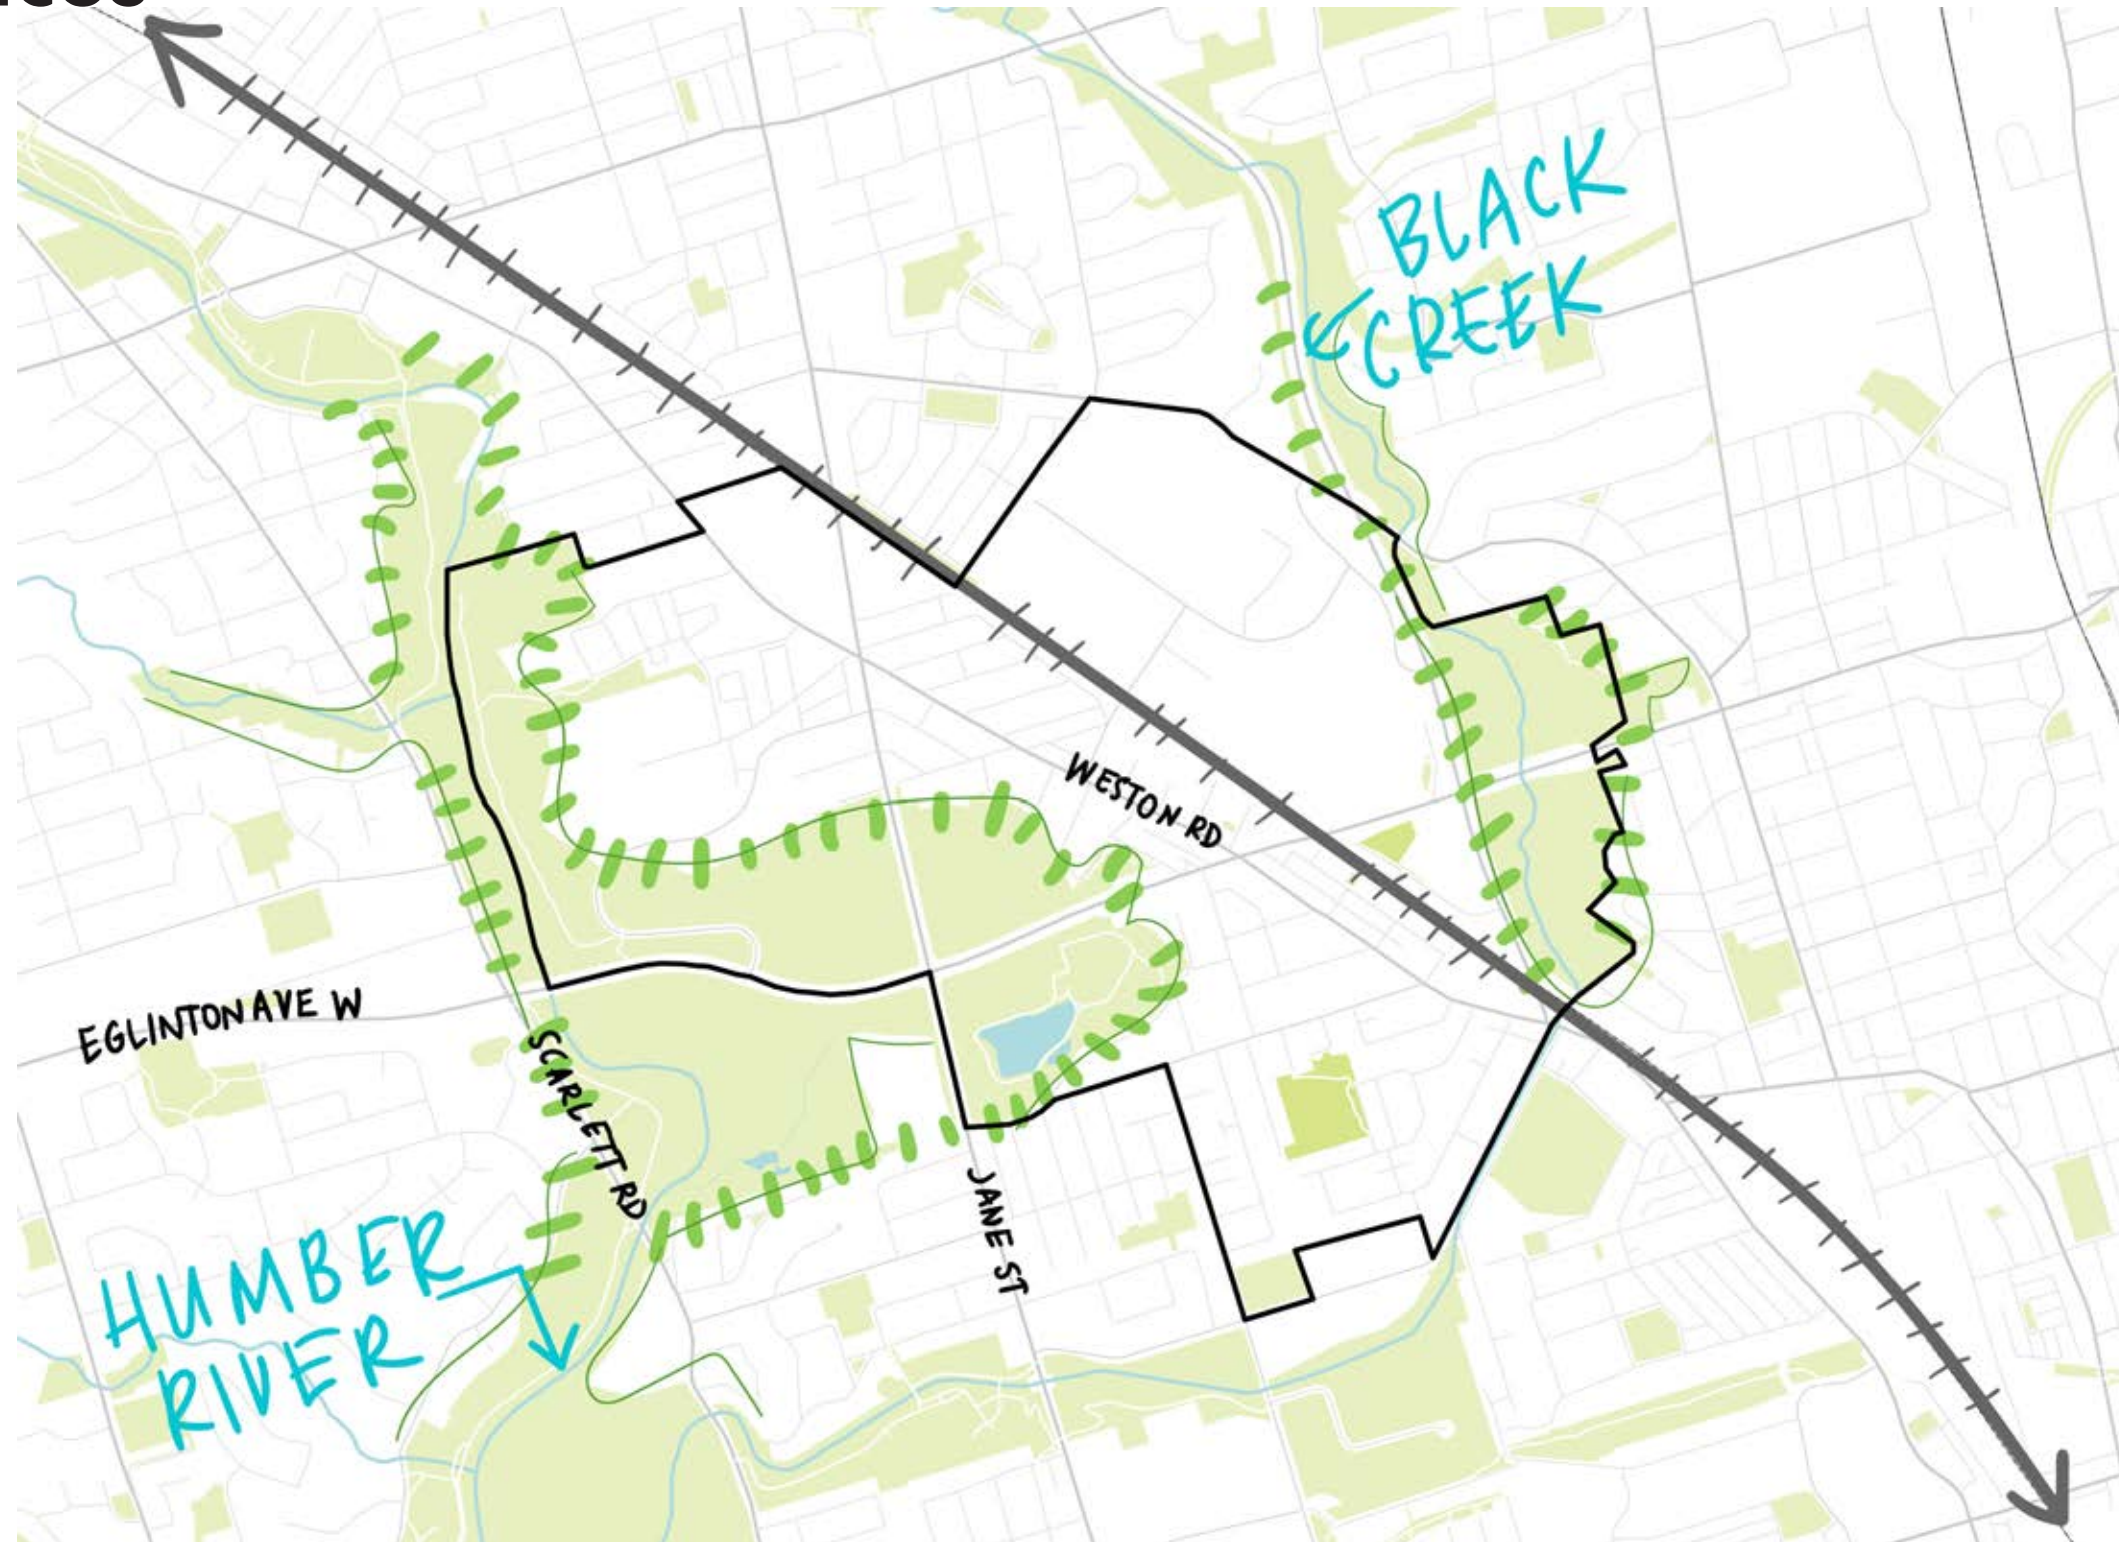 BLACK
CREEK
WESTON RD
EGLINTON AVE W
SCARLETT RD
JANE ST
HUMBER
RIVER